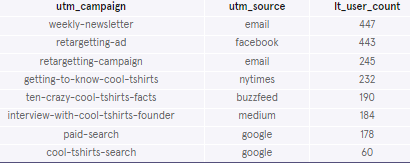 utm_campaign utm_source lt_user_count
weekly-newsletter email 447
retargetting-ad facebook 443
retargetting-campaign email 245
getting-to-know-cool-tshirts nytimes 232
ten-crazy-cool-tshirts-facts buzzfeed 190
interview-with-cool-tshirts-founder medium 184
paid-search google 178
cool-tshirts-search google 60